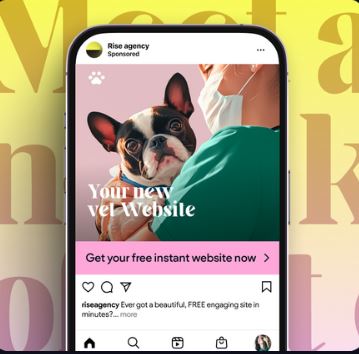 Meet a
Rise agency
Sponsored
Your new
vet Website
Get your free instant website now
riseagency Ever got a beautiful, FREE engaging site in
minutes?... more